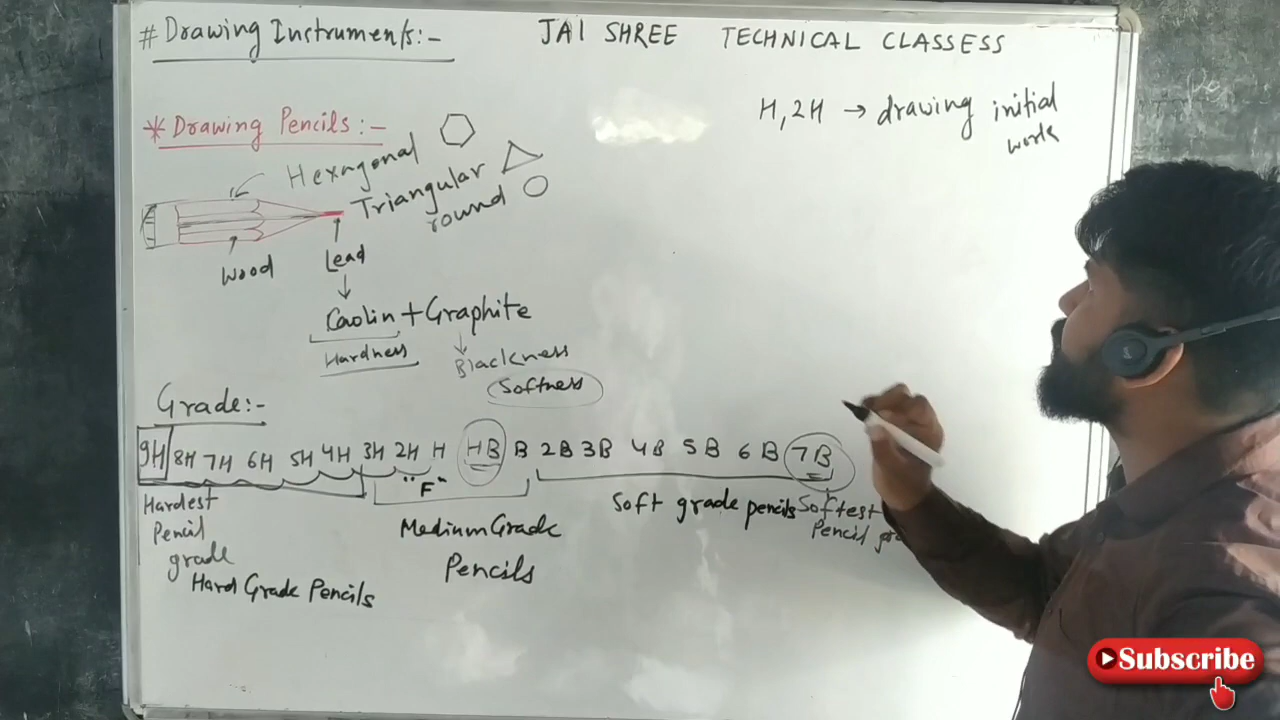 # Drawing Instruments:-
JAI SHREE TECHNICAL CLASSESS
H, 2H → drawing initial
work
* Drawing Pencils:-
Hexagonal
Triangular
round
Wood
Lead
Caolin + Graphite
Hardness
Blackness
Softness
Grade:-
9H 8H 7H 6H 5H 4H 3H 2H H HB B 2B 3B 4B 5B 6B 7B
"F"
Hardest
Pencil
grade
Hard Grade Pencils
Medium Grade
Pencils
Soft grade pencils
Softest
Pencil
Subscribe